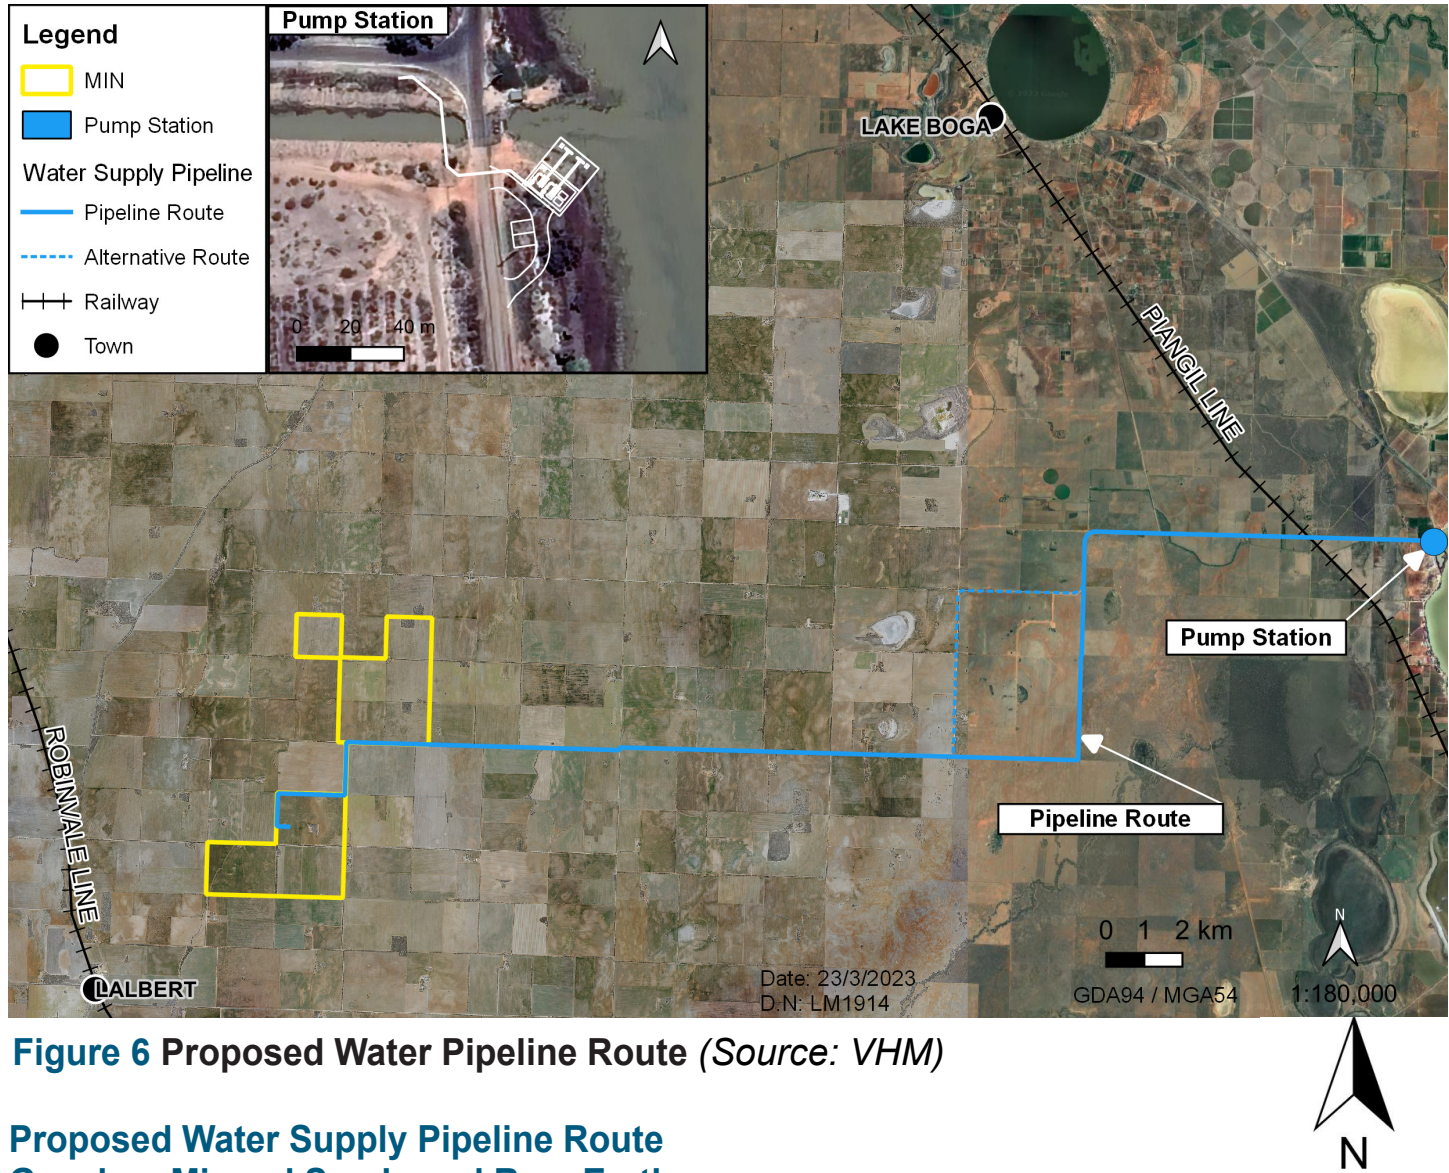 Legend
MIN
Pump Station
Water Supply Pipeline
Pipeline Route
Alternative Route
Railway
Town
Pump Station
0 20 40 m
LAKE BOGA
PIANGIL LINE
Pump Station
Pipeline Route
ROBINVALE LINE
LALBERT
0 1 2 km
N
Date: 23/3/2023
D.N: LM1914
GDA94 / MGA54
1:180,000
Figure 6 Proposed Water Pipeline Route (Source: VHM)
N
Proposed Water Supply Pipeline Route